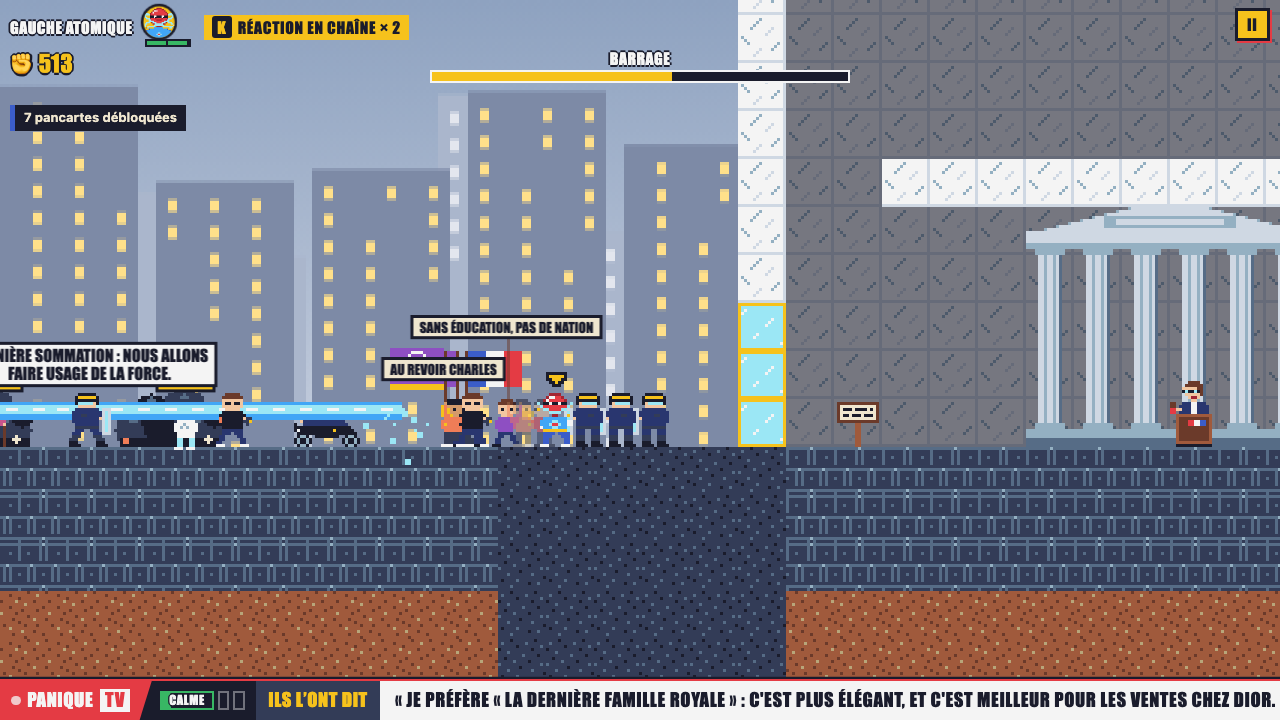 GAUCHE ATOMIQUE
K RÉACTION EN CHAÎNE × 2
513
BARRAGE
7 pancartes débloquées
SANS ÉDUCATION, PAS DE NATION
NIÈRE SOMMATION : NOUS ALLONS
FAIRE USAGE DE LA FORCE.
AU REVOIR CHARLES
PANIQUE TV
CALME
ILS L'ONT DIT
« JE PRÉFÈRE « LA DERNIÈRE FAMILLE ROYALE » : C'EST PLUS ÉLÉGANT, ET C'EST MEILLEUR POUR LES VENTES CHEZ DIOR.